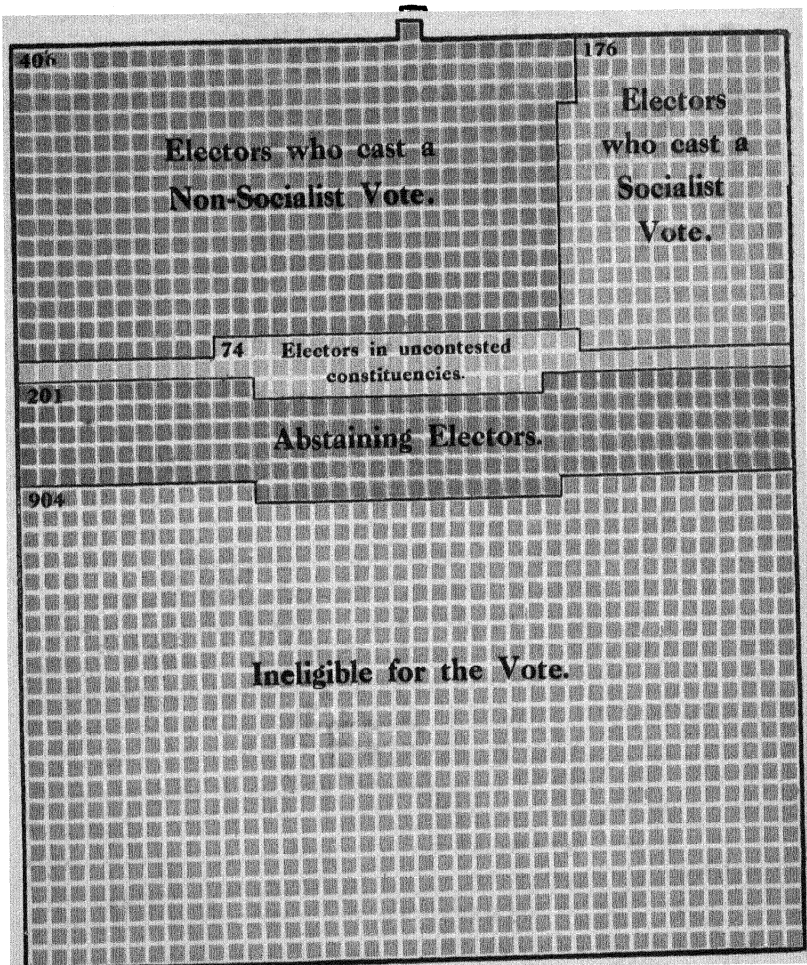 406
Electors who cast a
Non-Socialist Vote.
176
Electors
who cast a
Socialist
Vote.
74 Electors in uncontested
constituencies.
201
Abstaining Electors.
904
Ineligible for the Vote.